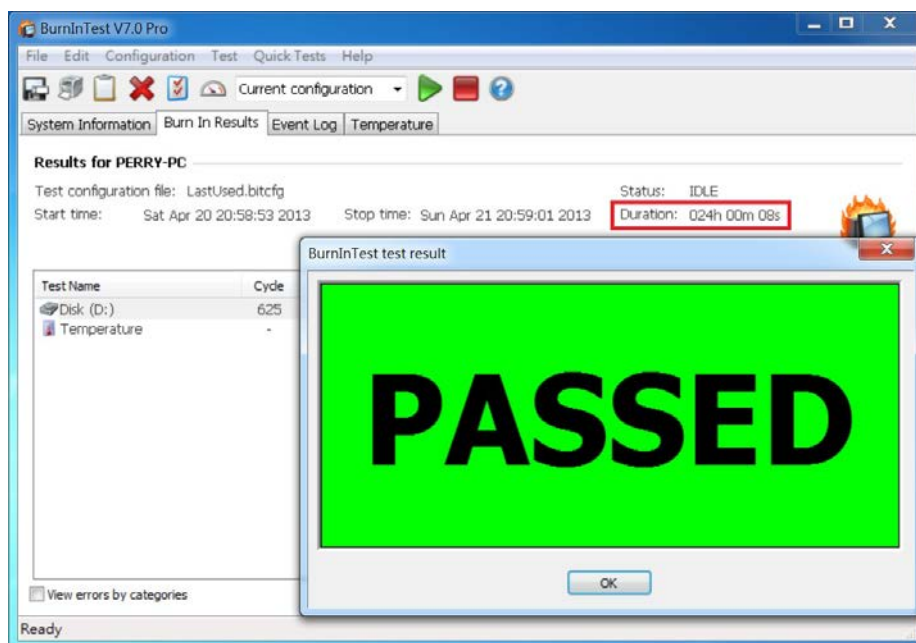 BurnInTest V7.0 Pro
File Edit Configuration Test Quick Tests Help
Current configuration
System Information Burn In Results Event Log Temperature
Results for PERRY-PC
Test configuration file: LastUsed.bitcfg Status: IDLE
Start time: Sat Apr 20 20:58:53 2013 Stop time: Sun Apr 21 20:59:01 2013 Duration: 024h 00m 08s
BurnInTest test result
Test Name Cycle
Disk (D:) 625
Temperature -
PASSED
OK
View errors by categories
Ready